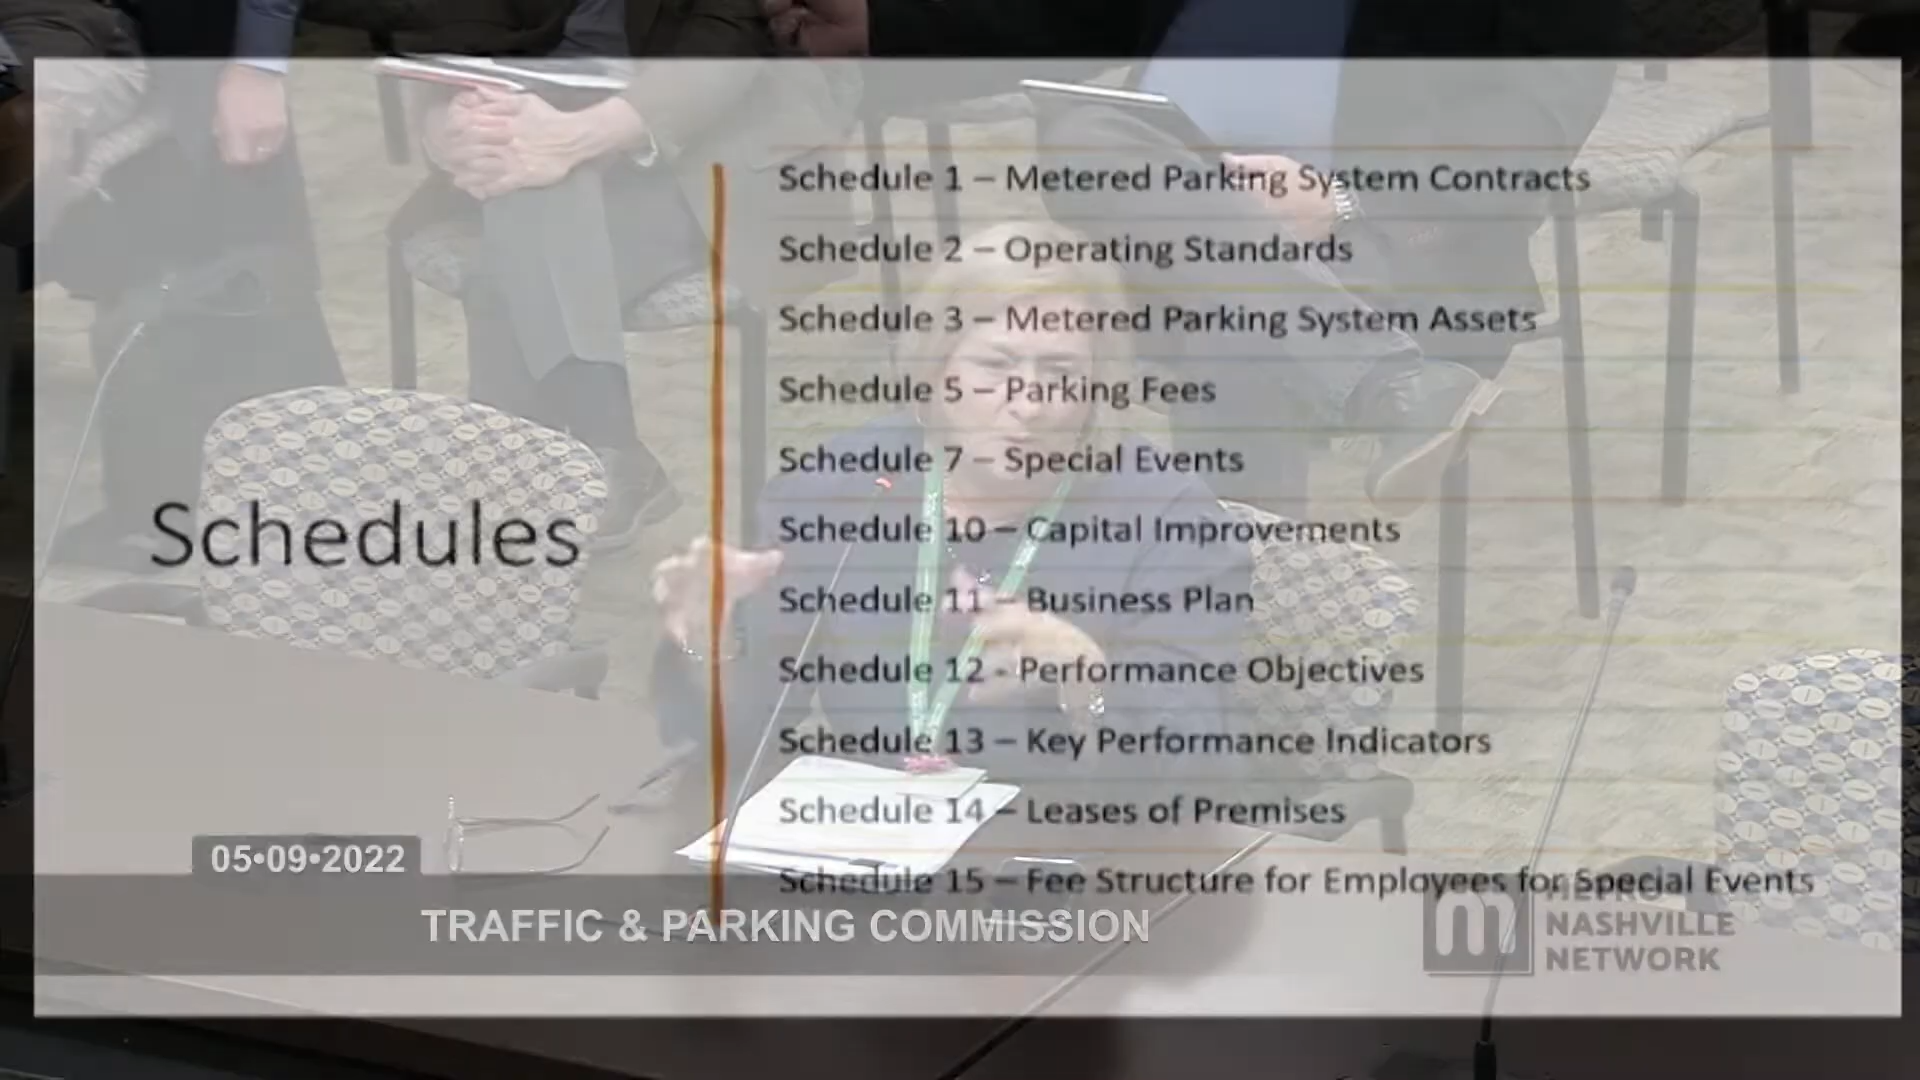 Schedules
Schedule 1 – Metered Parking System Contracts
Schedule 2 – Operating Standards
Schedule 3 – Metered Parking System Assets
Schedule 5 – Parking Fees
Schedule 7 – Special Events
Schedule 10 – Capital Improvements
Schedule 11 – Business Plan
Schedule 12 - Performance Objectives
Schedule 13 – Key Performance Indicators
Schedule 14 – Leases of Premises
Schedule 15 – Fee Structure for Employees for Special Events
05•09•2022
TRAFFIC & PARKING COMMISSION
METRO
NASHVILLE
NETWORK